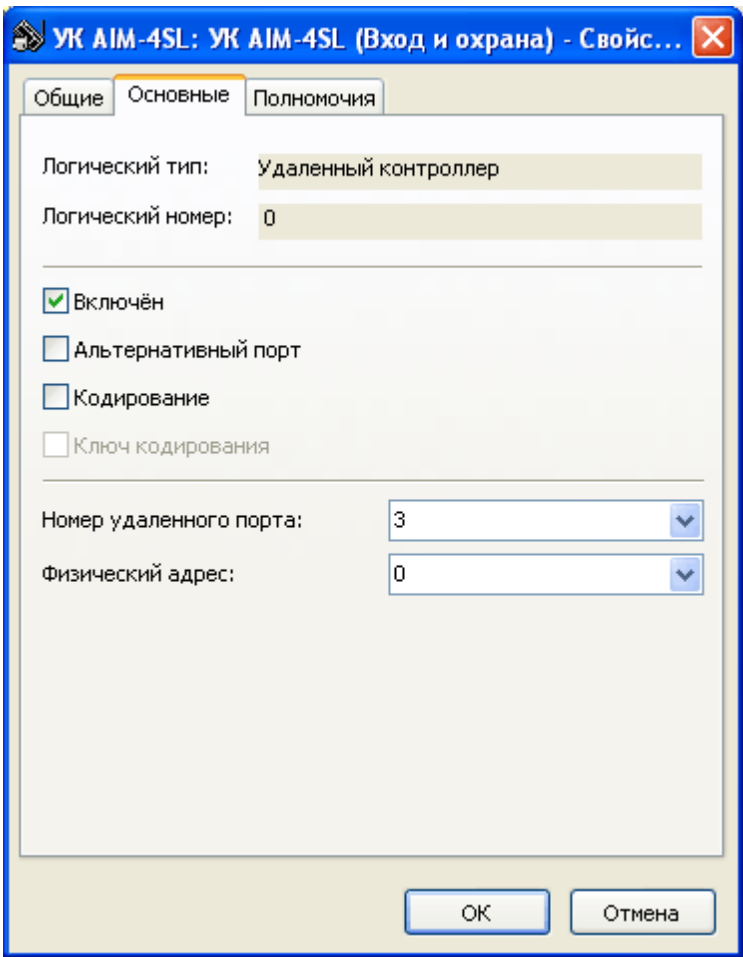 УК AIM-4SL: УК AIM-4SL (Вход и охрана) - Свойс...
Общие Основные Полномочия
Логический тип: Удаленный контроллер
Логический номер: 0
Включён
Альтернативный порт
Кодирование
Ключ кодирования
Номер удаленного порта: 3
Физический адрес: 0
ОК Отмена